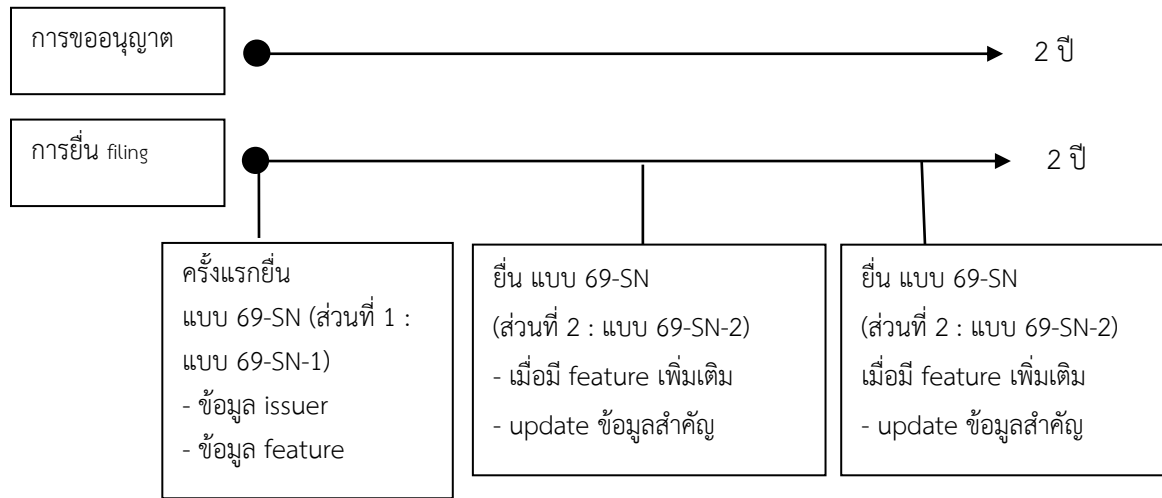 การขออนุญาต
2 ปี
การยื่น filing
2 ปี
ครั้งแรกยื่น
แบบ 69-SN (ส่วนที่ 1 :
แบบ 69-SN-1)
- ข้อมูล issuer
- ข้อมูล feature
ยื่น แบบ 69-SN
(ส่วนที่ 2 : แบบ 69-SN-2)
- เมื่อมี feature เพิ่มเติม
- update ข้อมูลสำคัญ
ยื่น แบบ 69-SN
(ส่วนที่ 2 : แบบ 69-SN-2)
เมื่อมี feature เพิ่มเติม
- update ข้อมูลสำคัญ